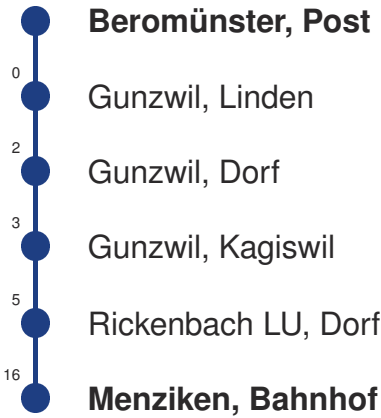 Beromünster, Post
0
Gunzwil, Linden
2
Gunzwil, Dorf
3
Gunzwil, Kagiswil
5
Rickenbach LU, Dorf
16
Menziken, Bahnhof